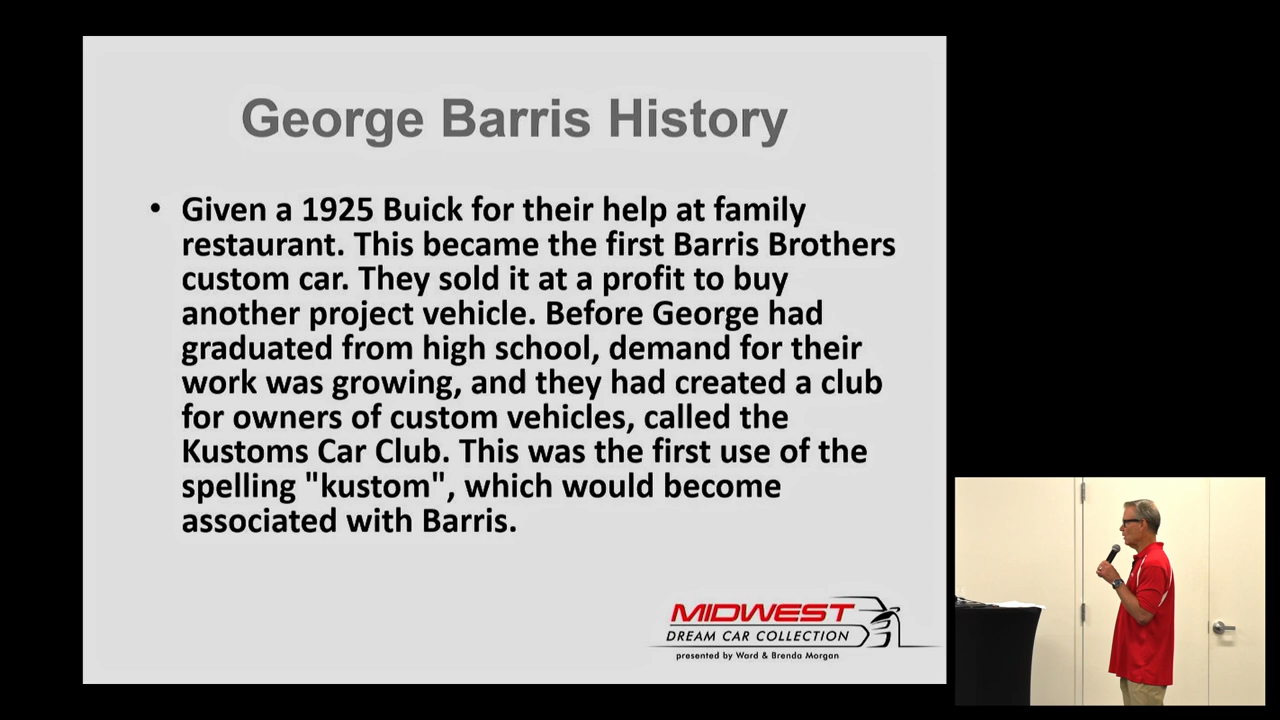 George Barris History
• Given a 1925 Buick for their help at family
restaurant. This became the first Barris Brothers
custom car. They sold it at a profit to buy
another project vehicle. Before George had
graduated from high school, demand for their
work was growing, and they had created a club
for owners of custom vehicles, called the
Kustoms Car Club. This was the first use of the
spelling "kustom", which would become
associated with Barris.
MIDWEST
DREAM CAR COLLECTION
presented by Ward & Brenda Morgan